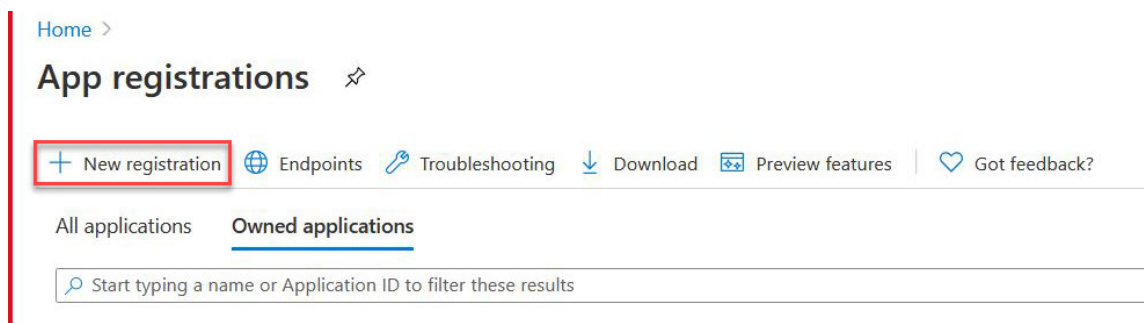 Home >
App registrations
+ New registration Endpoints Troubleshooting Download Preview features Got feedback?
All applications Owned applications
Start typing a name or Application ID to filter these results